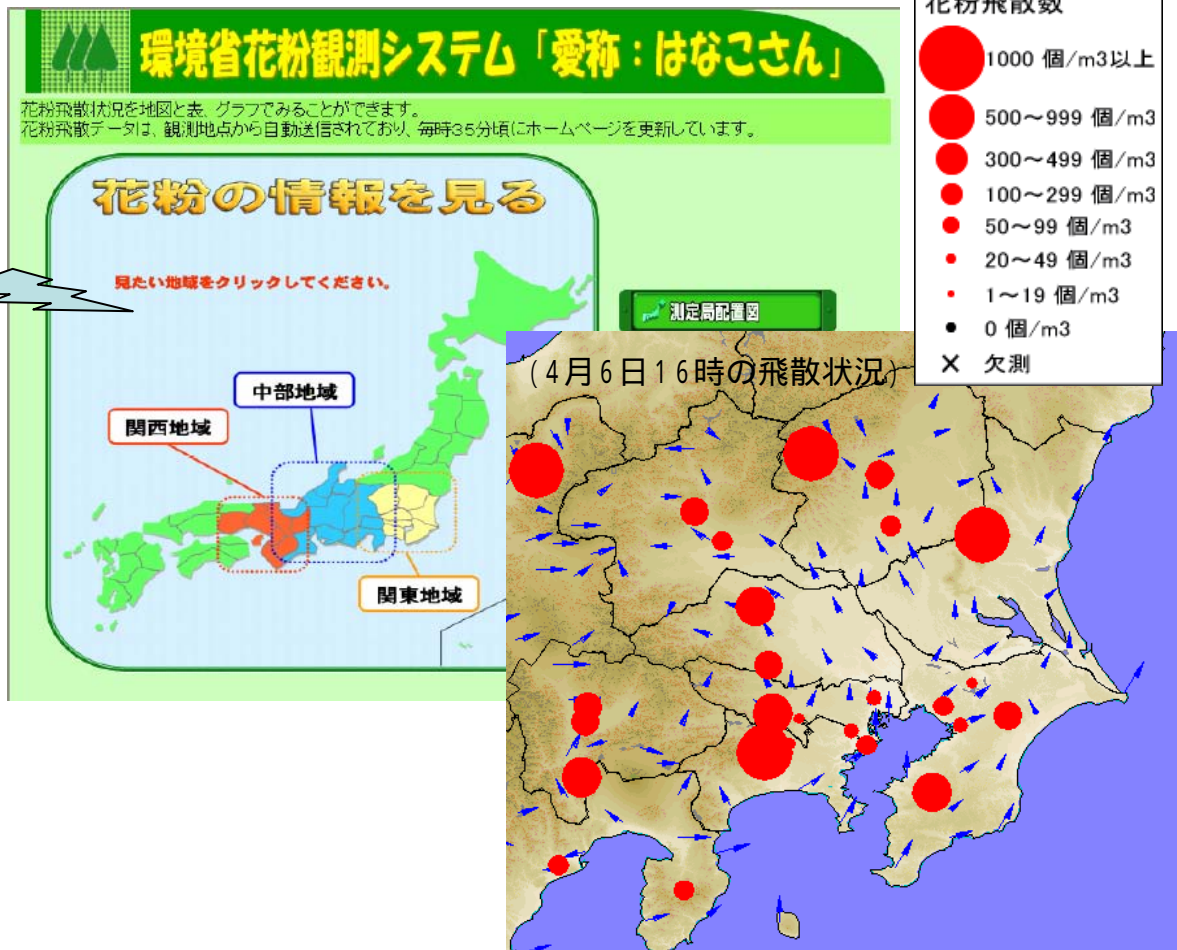 環境省花粉観測システム「愛称：はなこさん」
花粉飛散状況を地図と表、グラフでみることができます。
花粉飛散データは、観測地点から自動送信されており、毎時35分頃にホームページを更新しています。
花粉の情報を見る
見たい地域をクリックしてください。
測定局配置図
中部地域
関西地域
関東地域
花粉飛散数
1000 個/m3以上
500～999 個/m3
300～499 個/m3
100～299 個/m3
50～99 個/m3
20～49 個/m3
1～19 個/m3
0 個/m3
× 欠測
(4月6日16時の飛散状況)